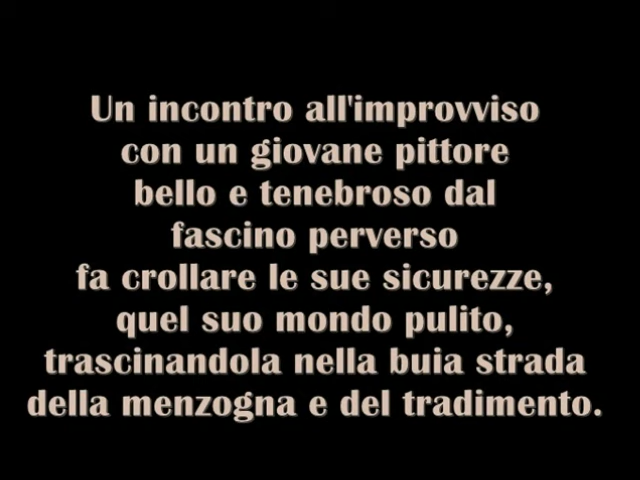 Un incontro all'improvviso
con un giovane pittore
bello e tenebroso dal
fascino perverso
fa crollare le sue sicurezze,
quel suo mondo pulito,
trascinandola nella buia strada
della menzogna e del tradimento.